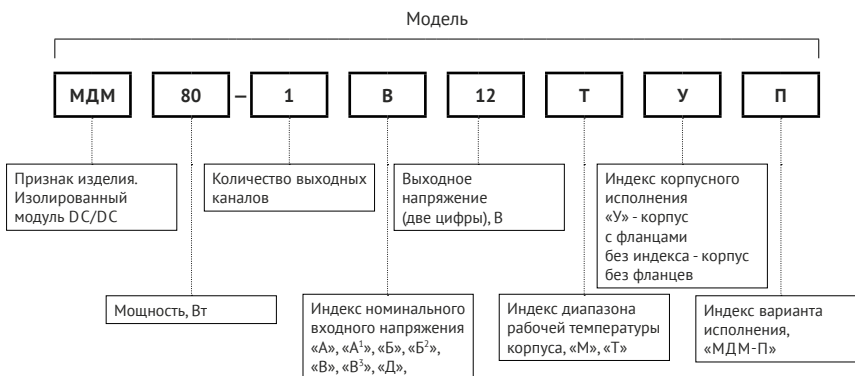 Модель
МДМ 80 – 1 В 12 Т У П
Признак изделия.
Изолированный
модуль DC/DC
Количество выходных
каналов
Выходное
напряжение
(две цифры), В
Индекс корпусного
исполнения
«У» - корпус
с фланцами
без индекса - корпус
без фланцев
Мощность, Вт
Индекс номинального
входного напряжения
«А», «А¹», «Б», «Б²»,
«В», «В³», «Д»,
Индекс диапазона
рабочей температуры
корпуса, «М», «Т»
Индекс варианта
исполнения,
«МДМ-П»